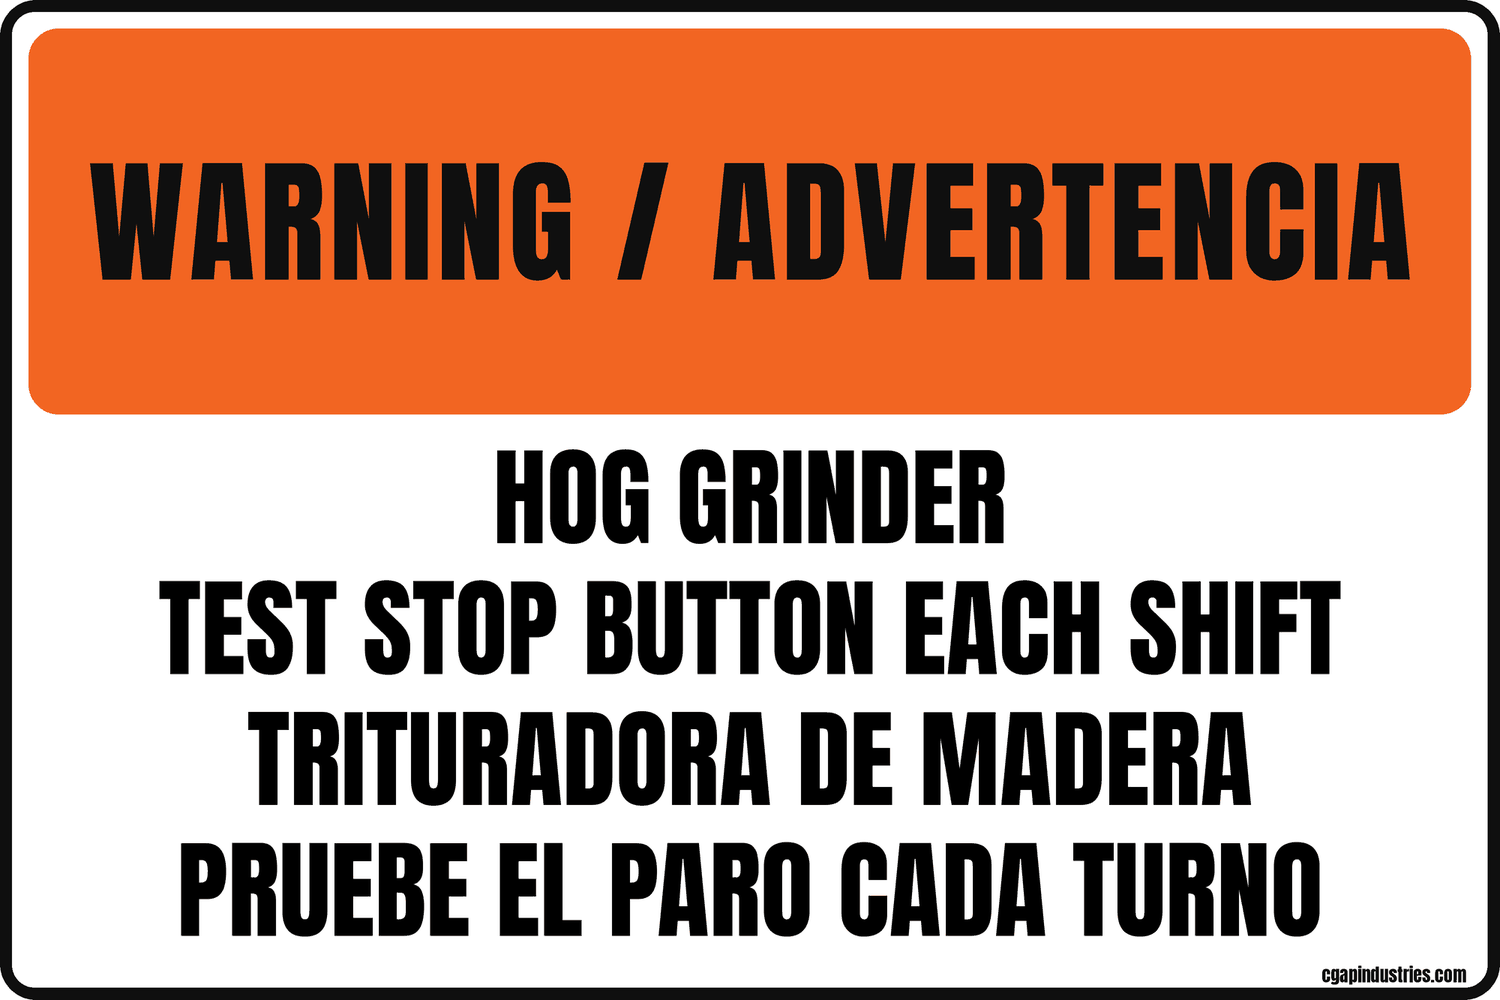 WARNING / ADVERTENCIA
HOG GRINDER
TEST STOP BUTTON EACH SHIFT
TRITURADORA DE MADERA
PRUEBE EL PARO CADA TURNO
cgapindustries.com